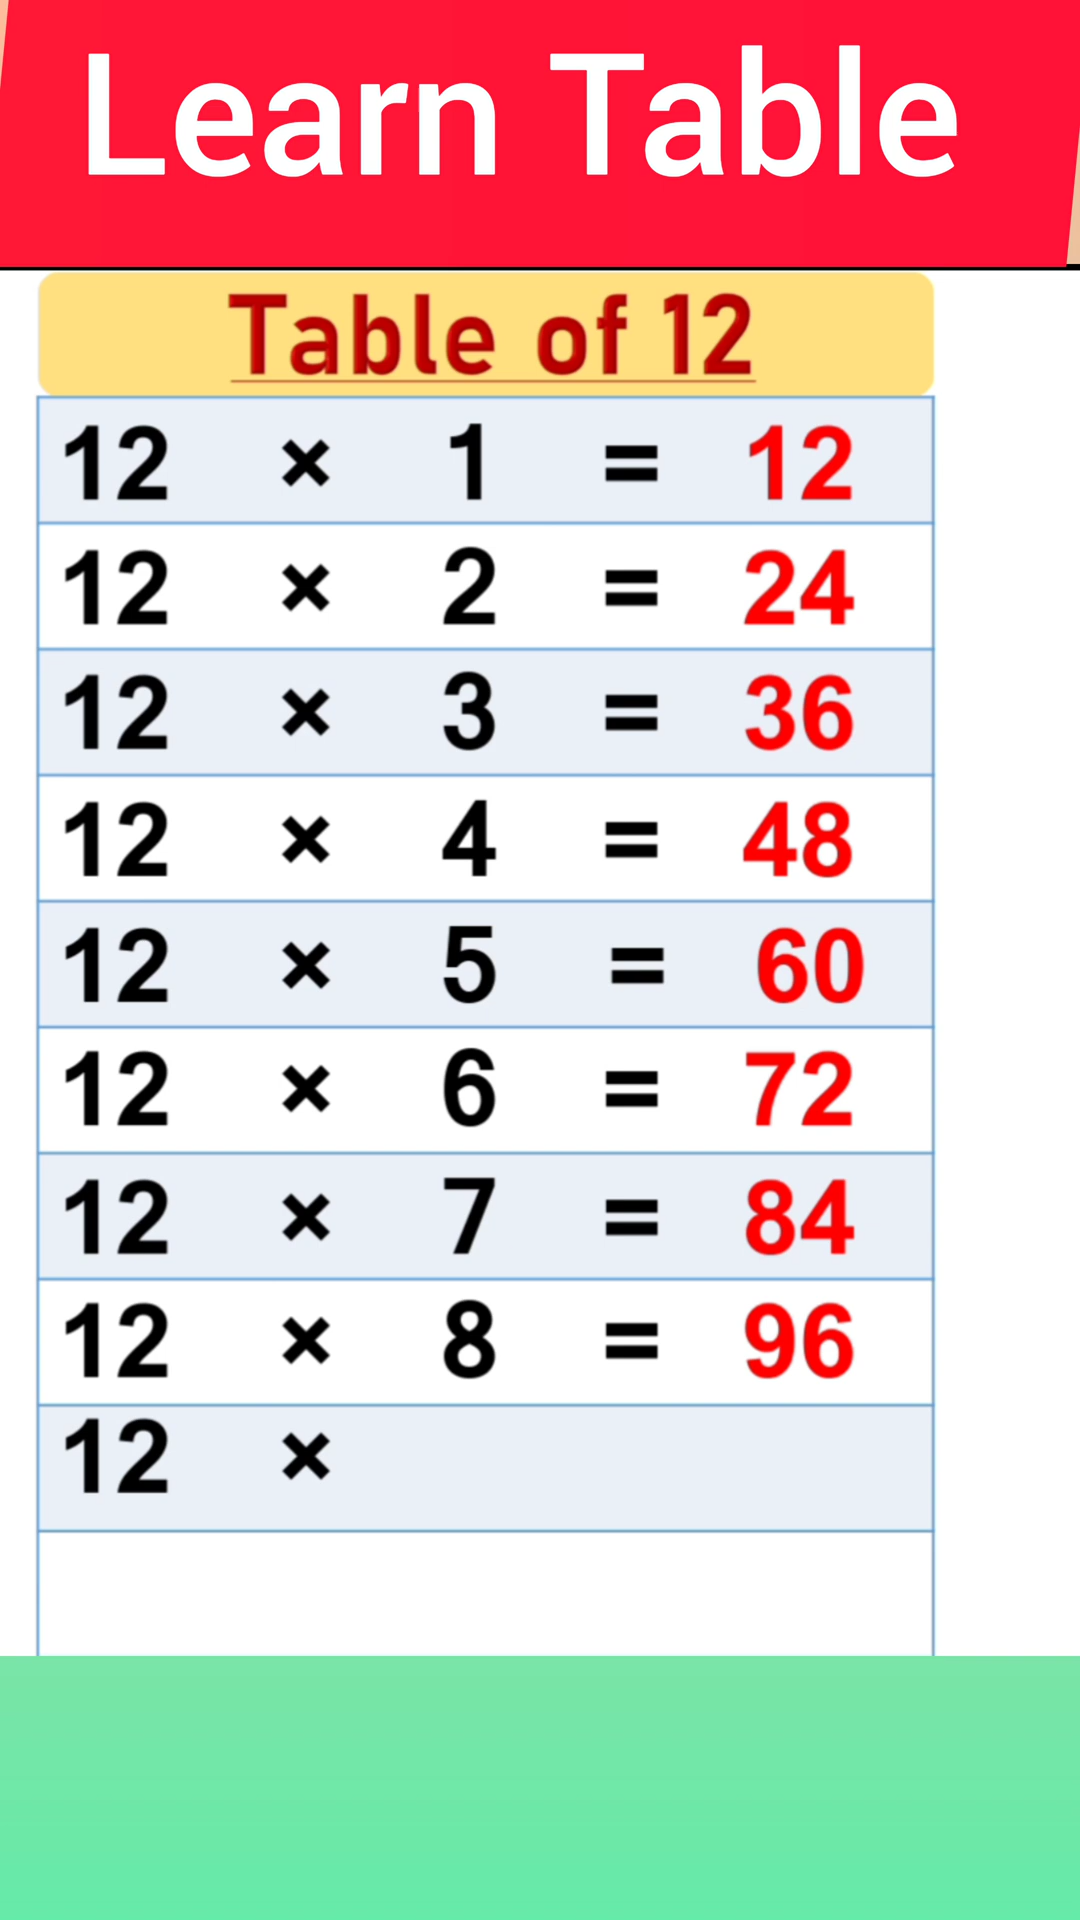 Learn Table
Table of 12
12 × 1 = 12
12 × 2 = 24
12 × 3 = 36
12 × 4 = 48
12 × 5 = 60
12 × 6 = 72
12 × 7 = 84
12 × 8 = 96
12 ×